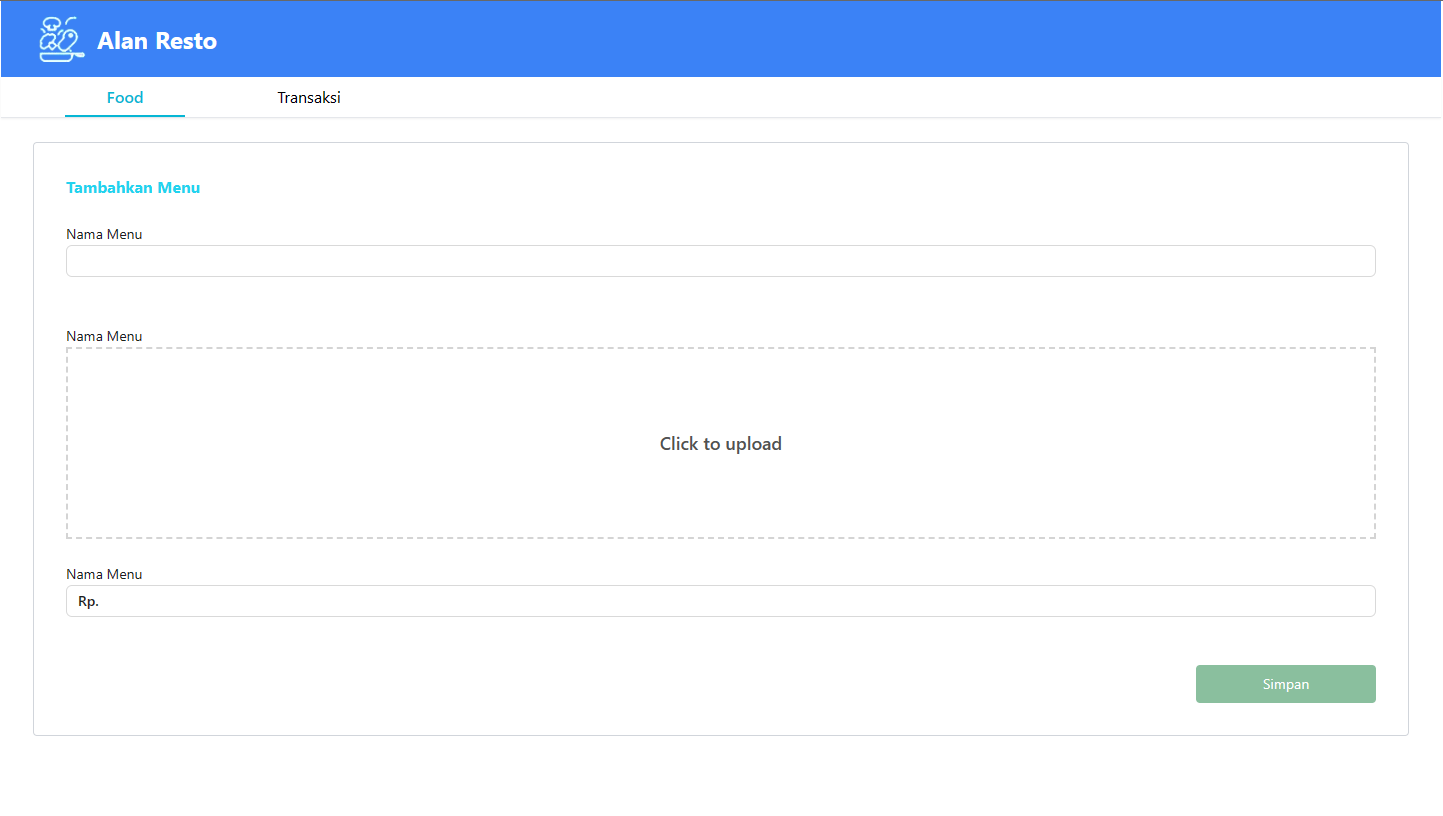 Alan Resto
Food Transaksi
Tambahkan Menu
Nama Menu
Nama Menu
Click to upload
Nama Menu
Rp.
Simpan